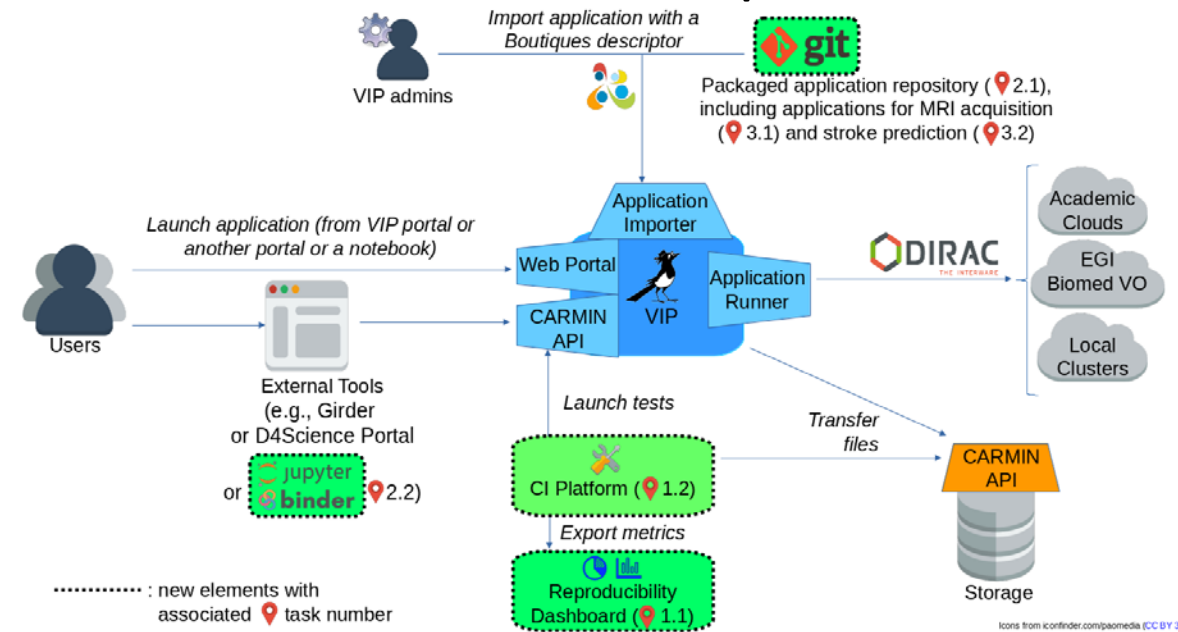 Import application with a
Boutiques descriptor
git
VIP admins
Packaged application repository ( 2.1),
including applications for MRI acquisition
( 3.1) and stroke prediction ( 3.2)
Launch application (from VIP portal or
another portal or a notebook)
Users
External Tools
(e.g., Girder
or D4Science Portal
or
jupyter
binder
2.2)
Application
Importer
Web Portal
CARMIN
API
VIP
Application
Runner
DIRAC
THE INTERWARE
Academic
Clouds
EGI
Biomed VO
Local
Clusters
Launch tests
Transfer
files
CI Platform ( 1.2)
Export metrics
Reproducibility
Dashboard ( 1.1)
CARMIN
API
Storage
: new elements with
associated task number
Icons from iconfinder.com/paomedia (CC BY 3